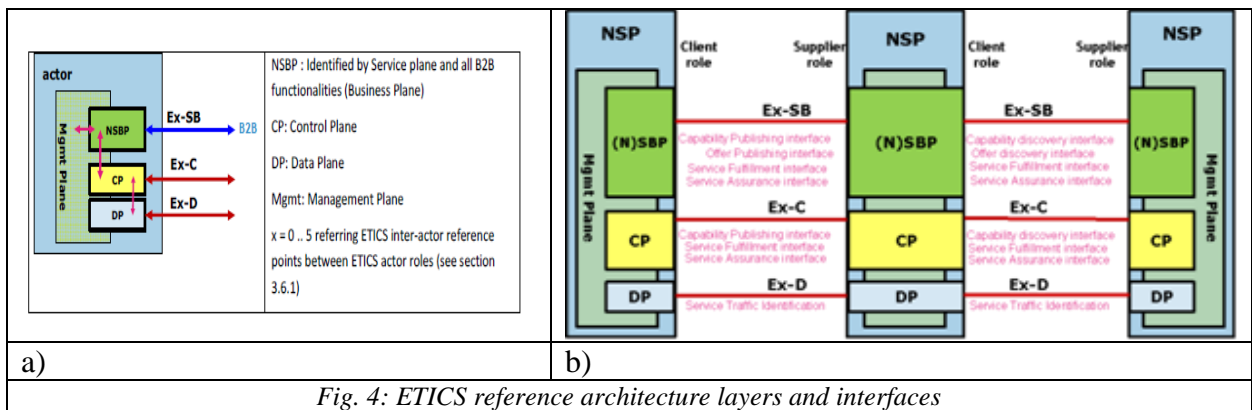 actor
Mgmt Plane
NSBP
CP
DP
Ex-SB
B2B
Ex-C
Ex-D
NSBP : Identified by Service plane and all B2B
functionalities (Business Plane)
CP: Control Plane
DP: Data Plane
Mgmt: Management Plane
x = 0 .. 5 referring ETICS inter-actor reference
points between ETICS actor roles (see section
3.6.1)
a)
NSP
Mgmt Plane
(N)SBP
CP
DP
Client
role
Supplier
role
Ex-SB
Capability Publishing interface
Offer Publishing interface
Service Fulfillment interface
Service Assurance interface
Ex-C
Capability Publishing interface
Service Fulfillment interface
Service Assurance interface
Ex-D
Service Traffic Identification
NSP
(N)SBP
CP
DP
Client
role
Supplier
role
Ex-SB
Capability discovery interface
Offer discovery interface
Service Fulfillment interface
Service Assurance interface
Ex-C
Capability discovery interface
Service Fulfillment interface
Service Assurance interface
Ex-D
Service Traffic Identification
NSP
(N)SBP
CP
DP
Mgmt Plane
b)
Fig. 4: ETICS reference architecture layers and interfaces